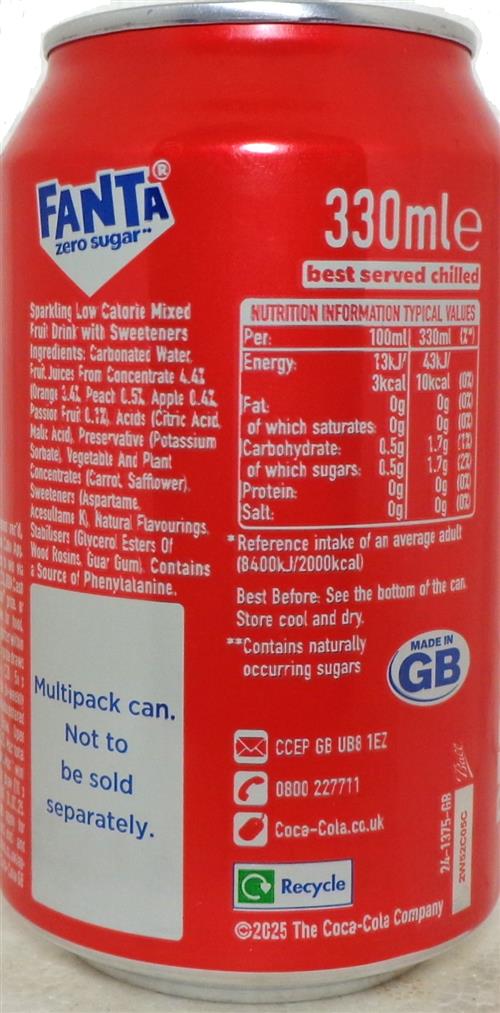 FANTA®
zero sugar**
330ml e
best served chilled
Sparkling Low Calorie Mixed
Fruit Drink with Sweeteners
Ingredients: Carbonated Water,
Fruit Juices From Concentrate 4.4%
(Orange 3.4%, Peach 0.5%, Apple 0.4%,
Passion Fruit 0.1%), Acids (Citric Acid,
Malic Acid), Preservative (Potassium
Sorbate), Vegetable And Plant
Concentrates (Carrot, Safflower),
Sweeteners (Aspartame,
Acesulfame K), Natural Flavourings,
Stabilisers (Glycerol Esters Of
Wood Rosins, Guar Gum). Contains
a Source of Phenylalanine.
NUTRITION INFORMATION TYPICAL VALUES
Per: 100ml 330ml (%*)
Energy: 13kJ/ 43kJ/
3kcal 10kcal (0%)
Fat: 0g 0g (0%)
of which saturates: 0g 0g (0%)
Carbohydrate: 0.5g 1.7g (1%)
of which sugars: 0.5g 1.7g (2%)
Protein: 0g 0g (0%)
Salt: 0g 0g (0%)
*Reference intake of an average adult
(8400kJ/2000kcal)
Best Before: See the bottom of the can.
Store cool and dry.
**Contains naturally
occurring sugars
MADE IN
GB
Multipack can.
Not to
be sold
separately.
CCEP GB UB8 1EZ
0800 227711
Coca-Cola.co.uk
Recycle
©2025 The Coca-Cola Company
24-1375-GB
Ball
2W52C05C